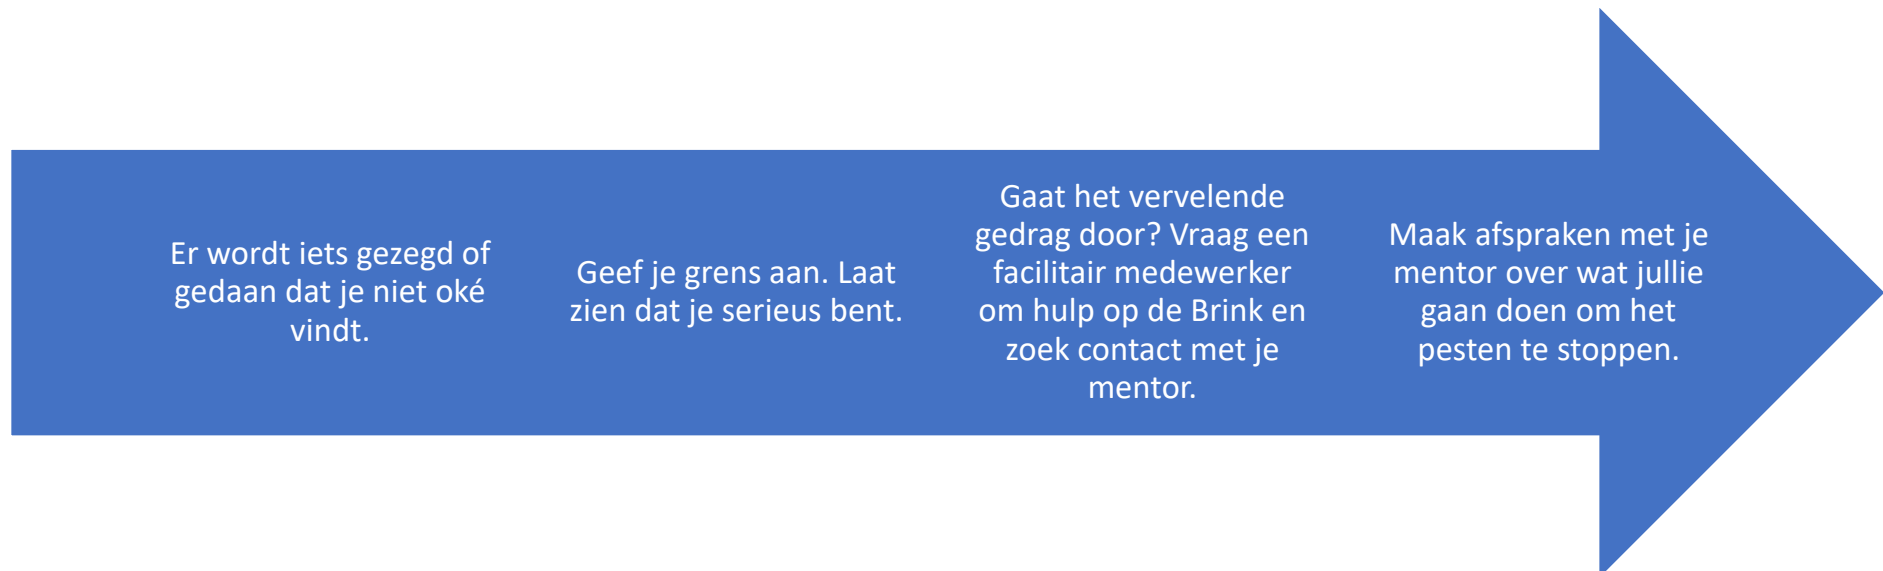 Er wordt iets gezegd of
gedaan dat je niet oké
vindt.
Geef je grens aan. Laat
zien dat je serieus bent.
Gaat het vervelende
gedrag door? Vraag een
facilitair medewerker
om hulp op de Brink en
zoek contact met je
mentor.
Maak afspraken met je
mentor over wat jullie
gaan doen om het
pesten te stoppen.